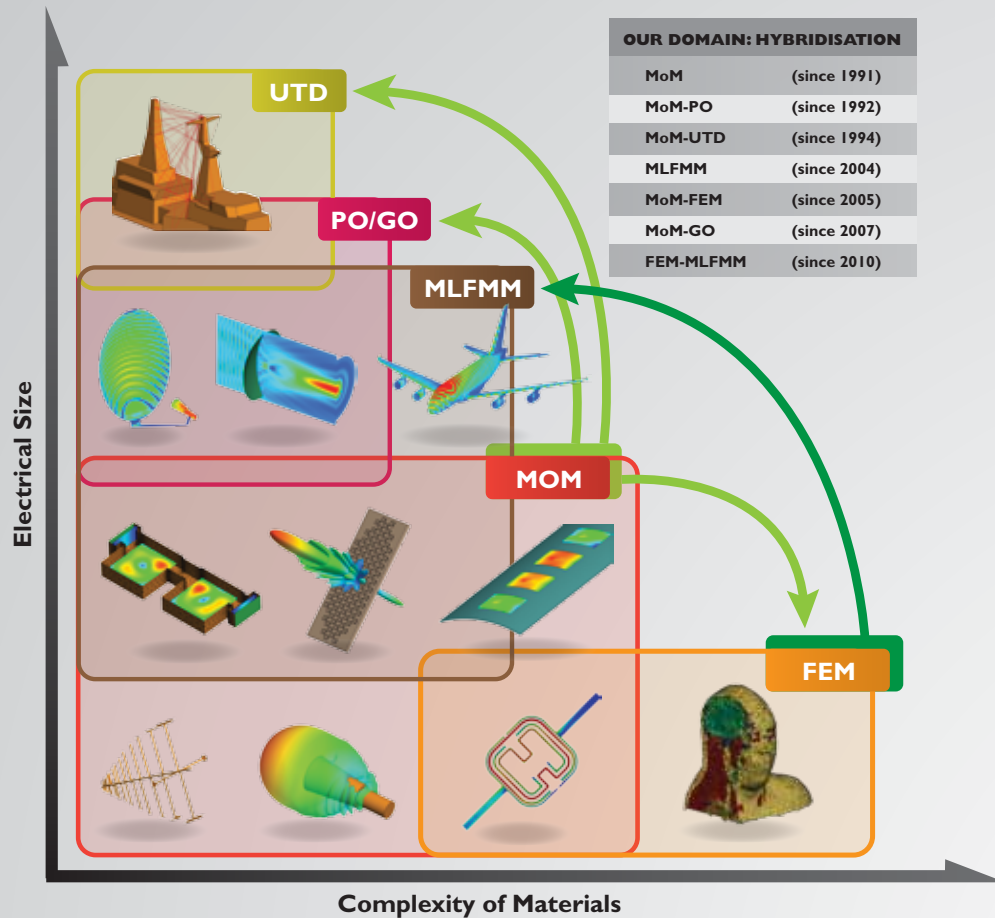 OUR DOMAIN: HYBRIDISATION
MoM (since 1991)
MoM-PO (since 1992)
MoM-UTD (since 1994)
MLFMM (since 2004)
MoM-FEM (since 2005)
MoM-GO (since 2007)
FEM-MLFMM (since 2010)
UTD
PO/GO
MLFMM
MOM
FEM
Electrical Size
Complexity of Materials